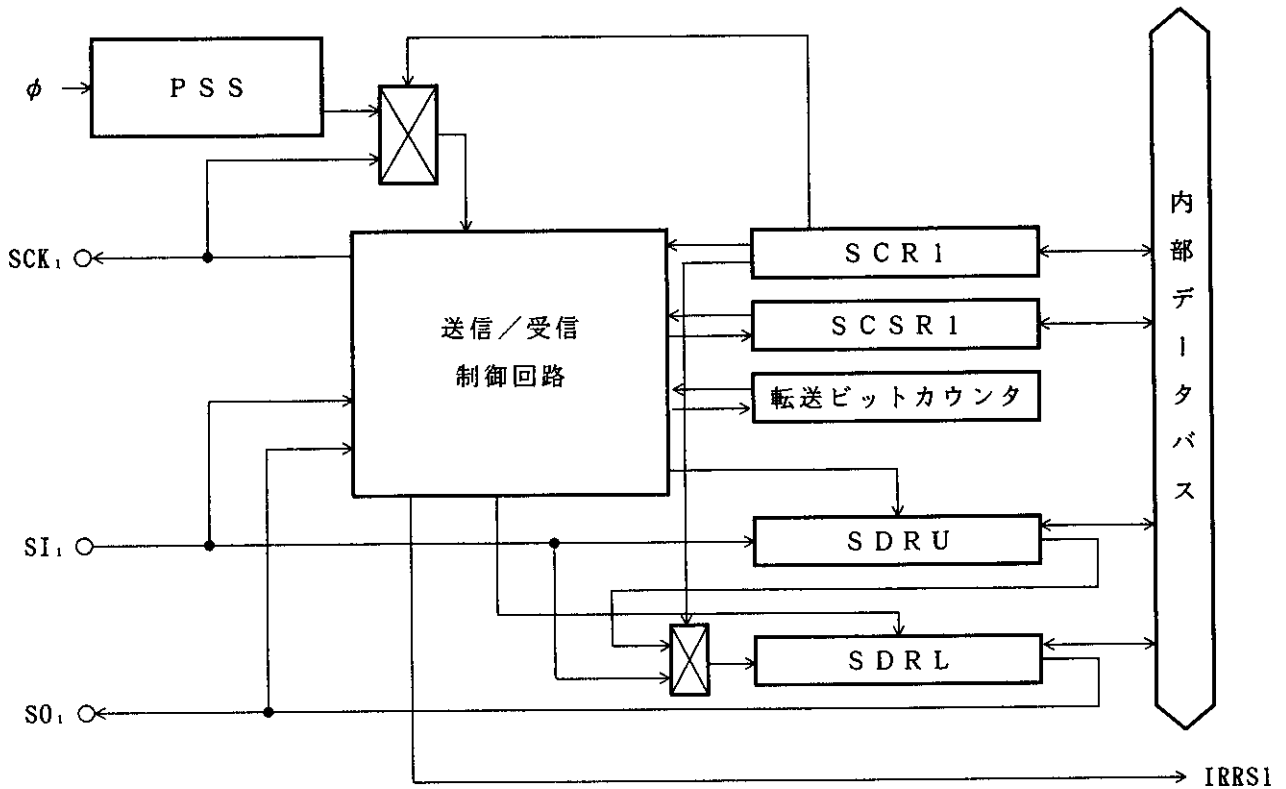 φ
PSS
SCK₁
送信／受信
制御回路
SCR1
SCSR1
転送ビットカウンタ
SI₁
SDRU
SDRL
SO₁
IRRS1
内部データバス